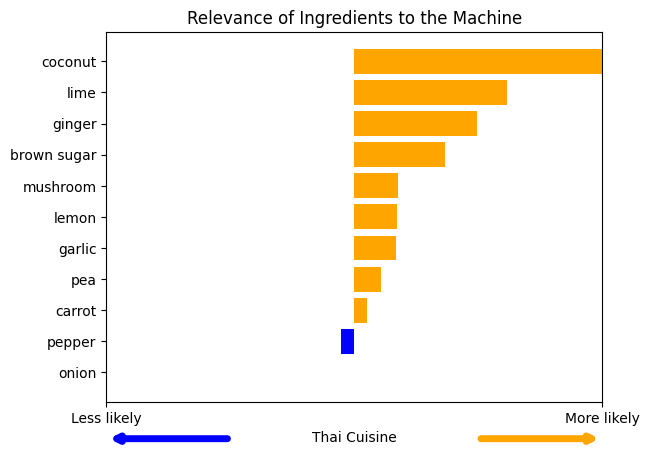 Relevance of Ingredients to the Machine
coconut
lime
ginger
brown sugar
mushroom
lemon
garlic
pea
carrot
pepper
onion
Less likely
More likely
Thai Cuisine